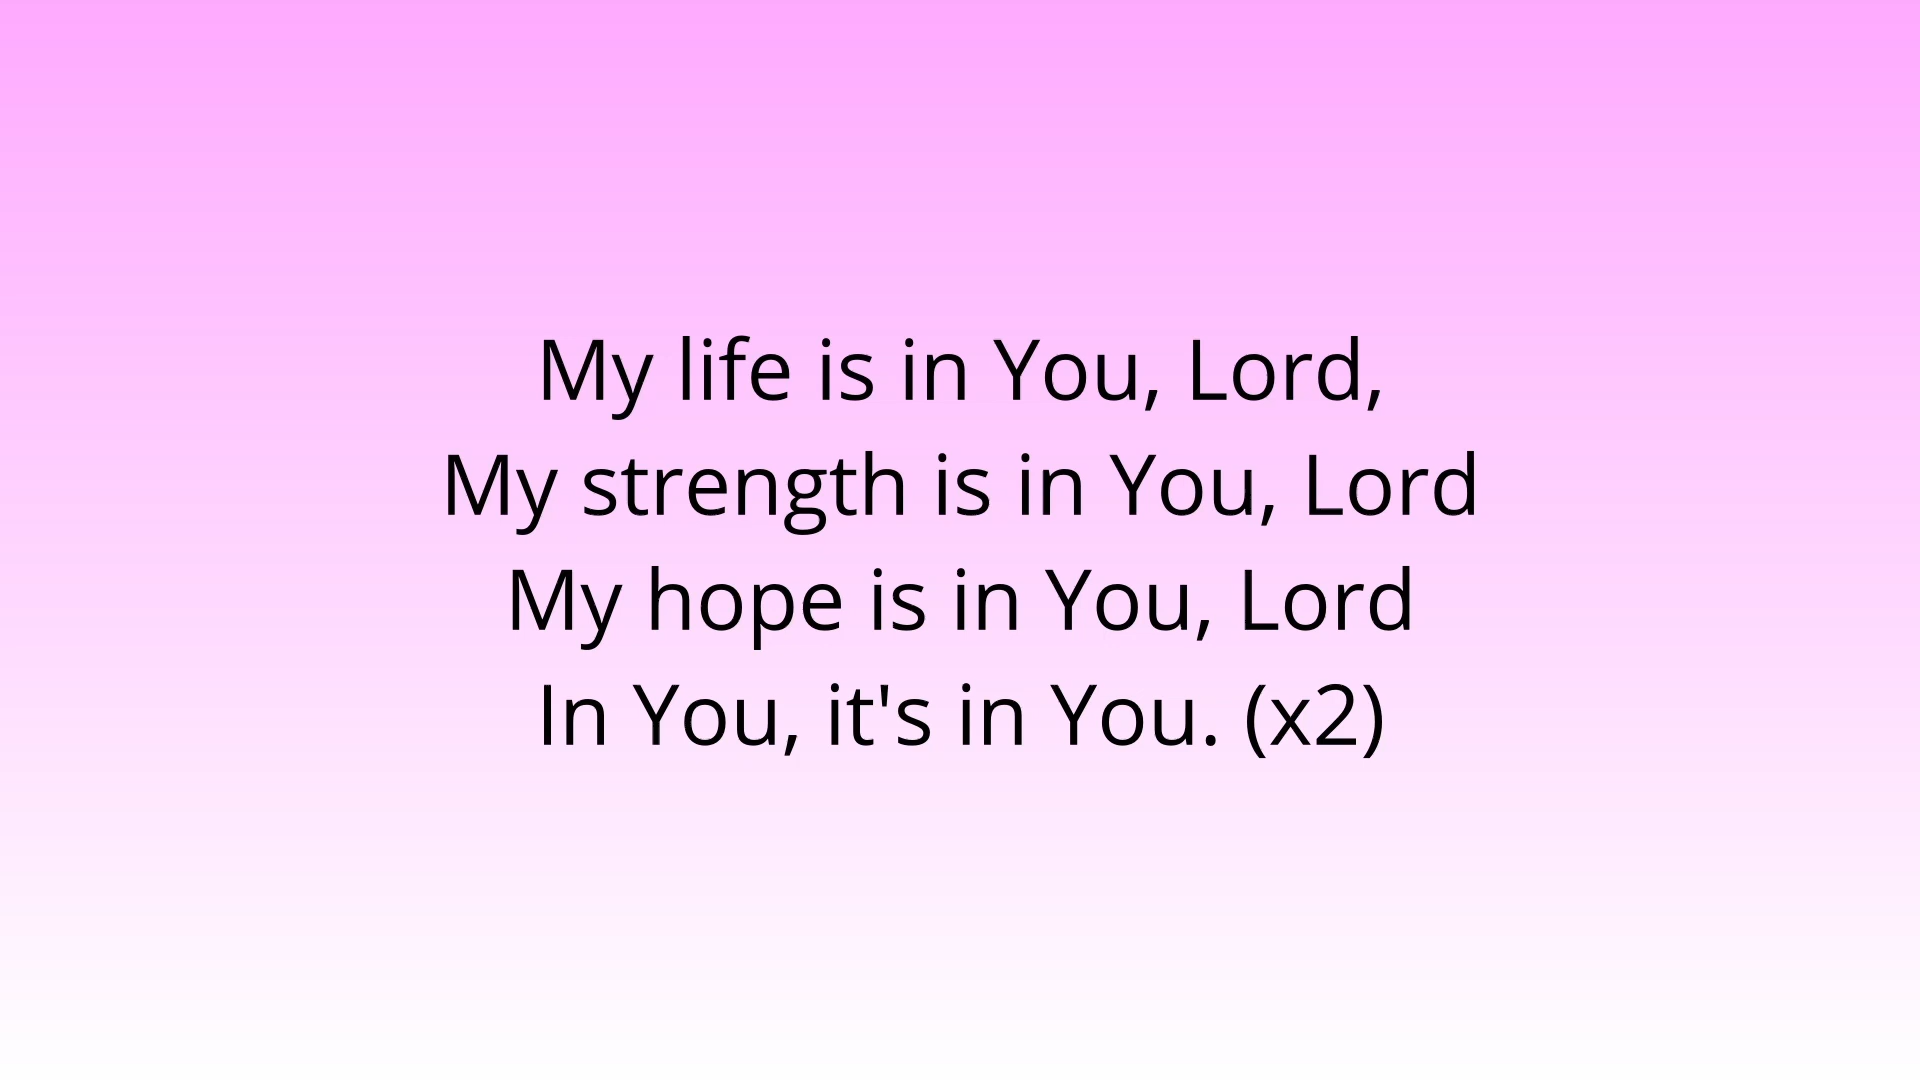 My life is in You, Lord,
My strength is in You, Lord
My hope is in You, Lord
In You, it's in You. (x2)